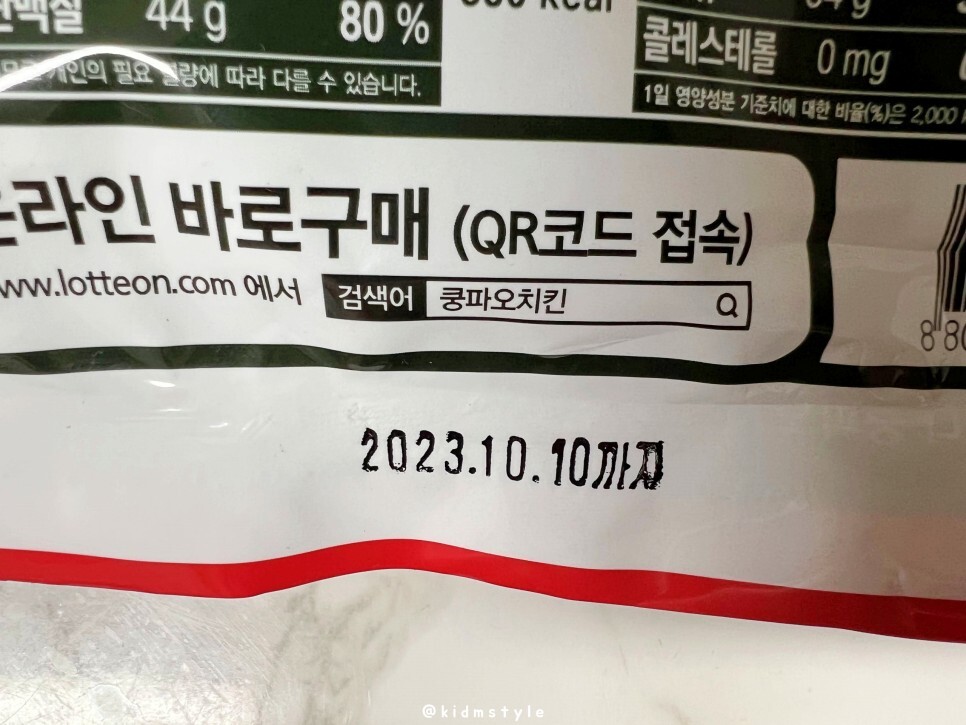 44 g 80 %
개인의 필요 열량에 따라 다를 수 있습니다.
콜레스테롤 0 mg
1일 영양성분 기준치에 대한 비율(%)은 2,000
온라인 바로구매 (QR코드 접속)
www.lotteon.com 에서 검색어 쿵파오치킨
2023.10.10까지
@kidmstyle